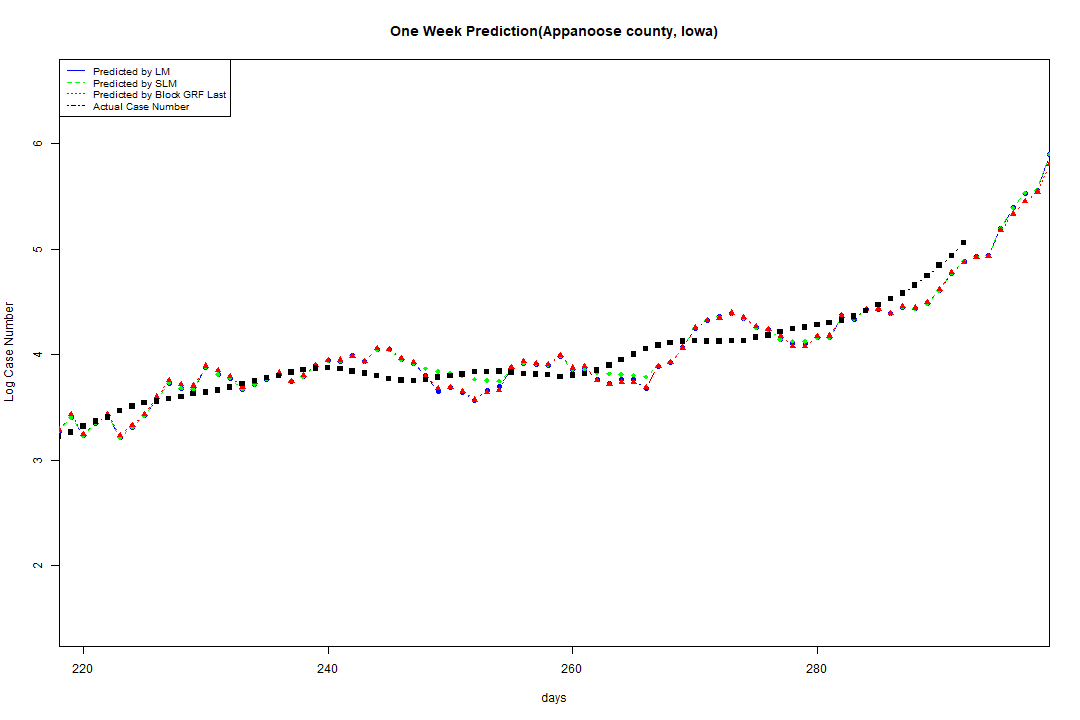 One Week Prediction(Appanoose county, Iowa)
Predicted by LM
Predicted by SLM
Predicted by Block GRF Last
Actual Case Number
6
5
4
3
2
Log Case Number
220 240 260 280
days